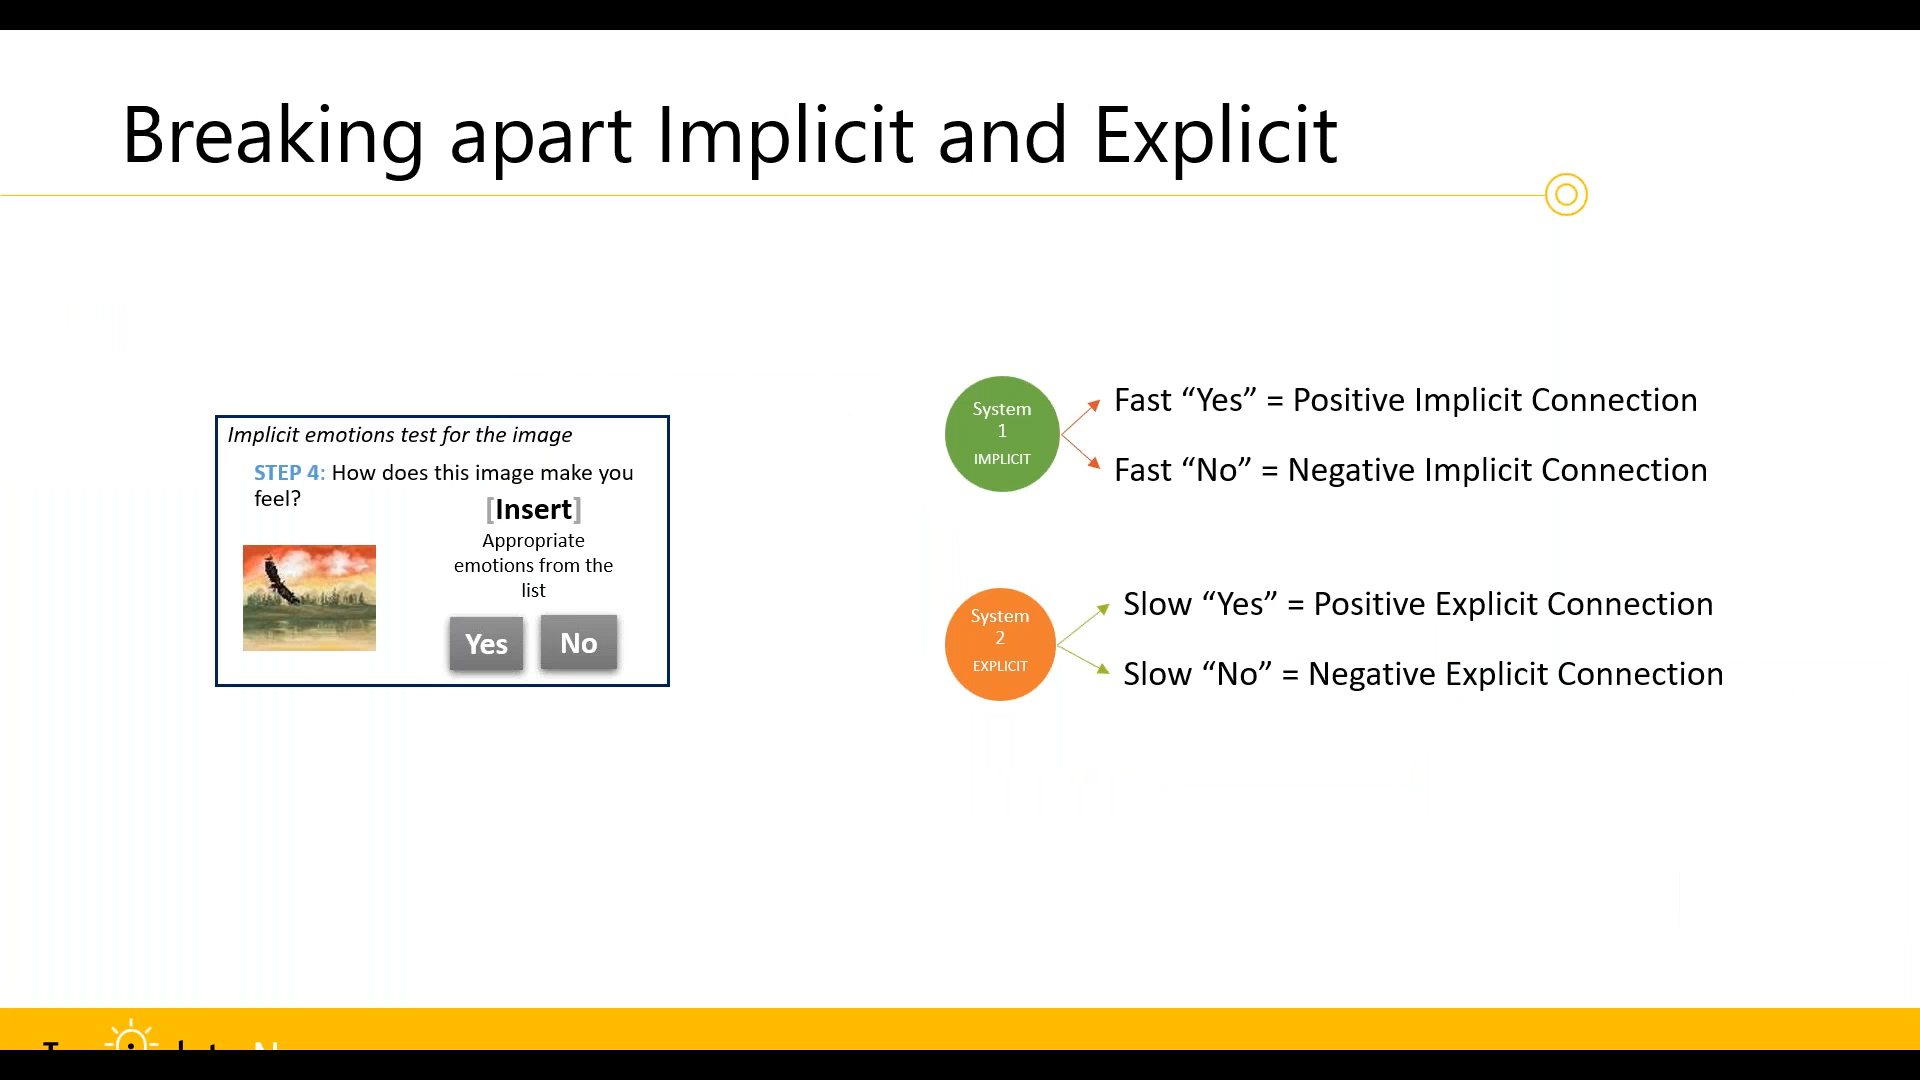 Breaking apart Implicit and Explicit
Implicit emotions test for the image
STEP 4: How does this image make you
feel?
[Insert]
Appropriate
emotions from the
list
Yes No
System
1
IMPLICIT
Fast “Yes” = Positive Implicit Connection
Fast “No” = Negative Implicit Connection
System
2
EXPLICIT
Slow “Yes” = Positive Explicit Connection
Slow “No” = Negative Explicit Connection